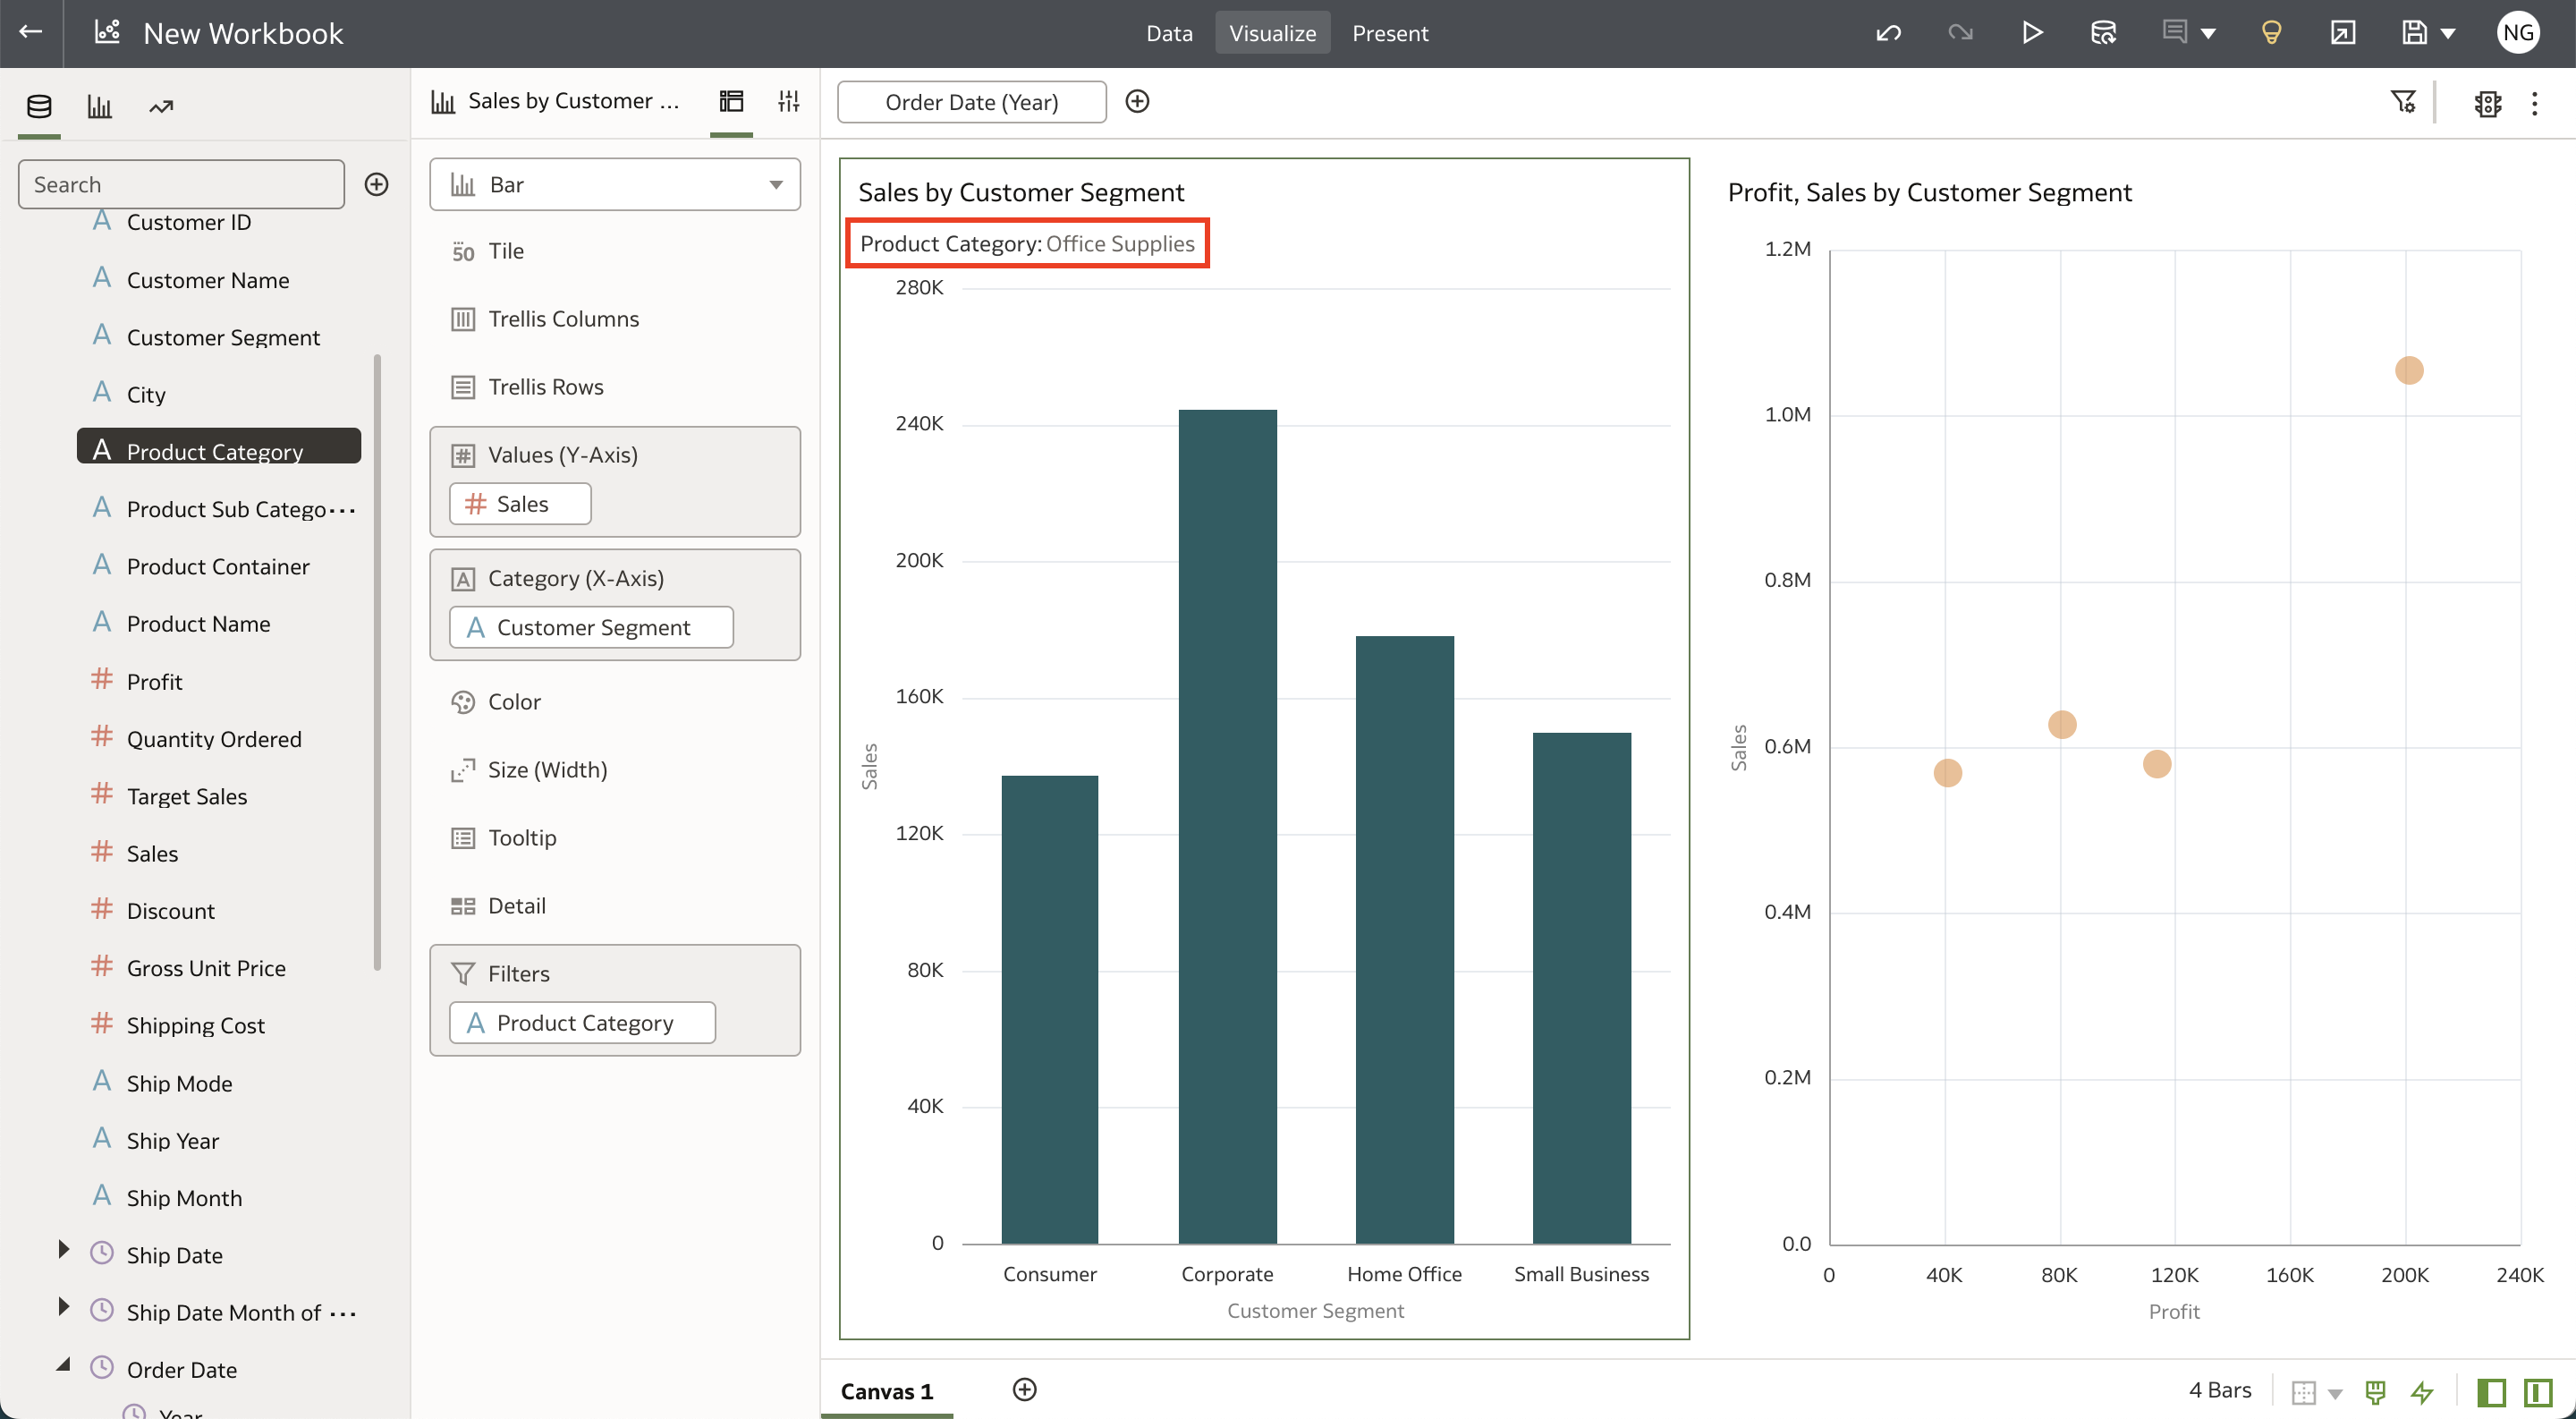 New Workbook
Data
Visualize
Present
NG
Search
Customer ID
Customer Name
Customer Segment
City
Product Category
Product Sub Catego...
Product Container
Product Name
Profit
Quantity Ordered
Target Sales
Sales
Discount
Gross Unit Price
Shipping Cost
Ship Mode
Ship Year
Ship Month
Ship Date
Ship Date Month of ...
Order Date
Year
Sales by Customer ...
Bar
50 Tile
Trellis Columns
Trellis Rows
Values (Y-Axis)
Sales
Category (X-Axis)
Customer Segment
Color
Size (Width)
Tooltip
Detail
Filters
Product Category
Order Date (Year)
Sales by Customer Segment
Product Category: Office Supplies
280K
240K
200K
160K
120K
80K
40K
0
Sales
Consumer
Corporate
Home Office
Small Business
Customer Segment
Profit, Sales by Customer Segment
1.2M
1.0M
0.8M
0.6M
0.4M
0.2M
0.0
Sales
0
40K
80K
120K
160K
200K
240K
Profit
Canvas 1
4 Bars